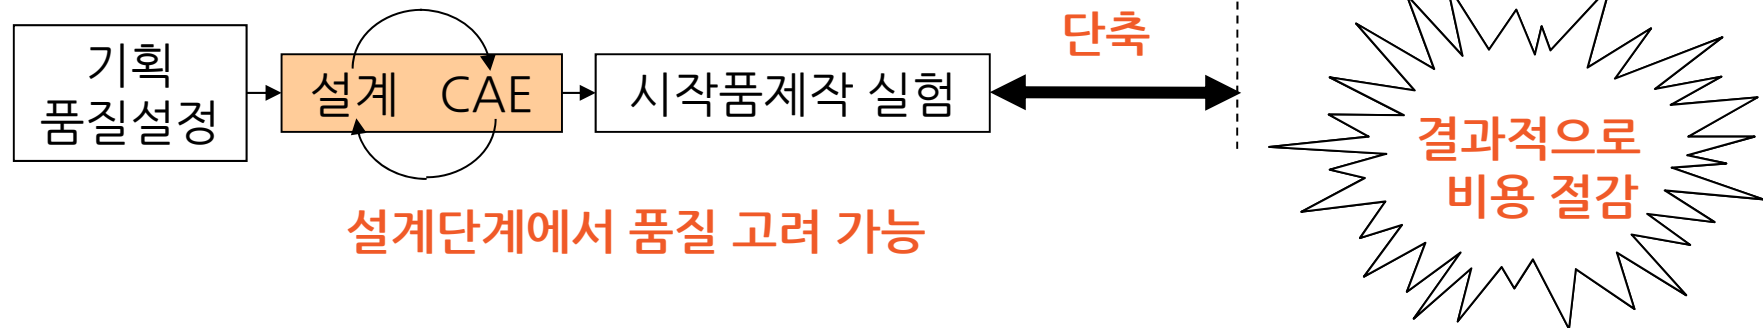 기획
품질설정
설계 CAE
시작품제작 실험
단축
결과적으로
비용 절감
설계단계에서 품질 고려 가능